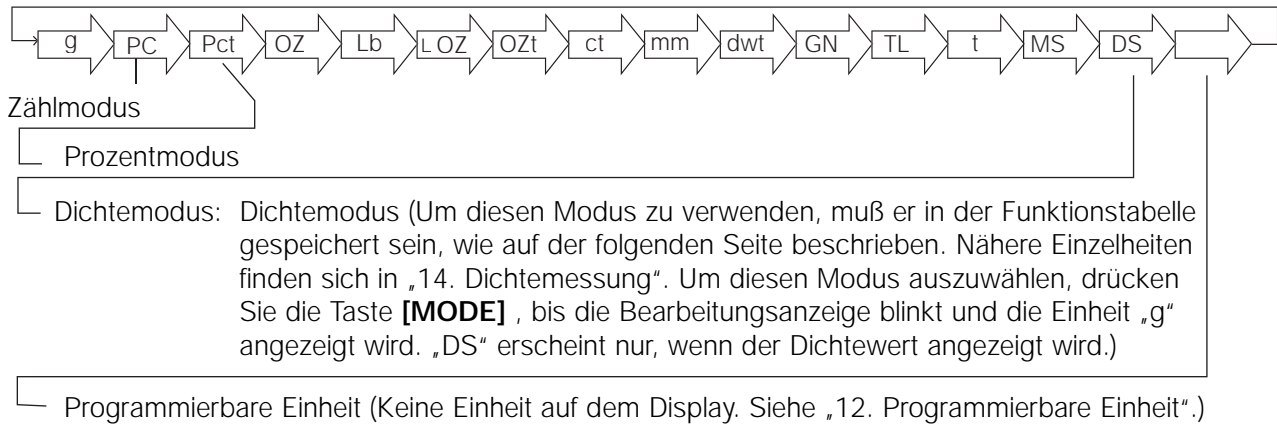 g PC Pct OZ Lb L OZ OZt ct mm dwt GN TL t MS DS
Zählmodus
Prozentmodus
Dichtemodus: Dichtemodus (Um diesen Modus zu verwenden, muß er in der Funktionstabelle
gespeichert sein, wie auf der folgenden Seite beschrieben. Nähere Einzelheiten
finden sich in „14. Dichtemessung“. Um diesen Modus auszuwählen, drücken
Sie die Taste [MODE] , bis die Bearbeitungsanzeige blinkt und die Einheit „g“
angezeigt wird. „DS“ erscheint nur, wenn der Dichtewert angezeigt wird.)
Programmierbare Einheit (Keine Einheit auf dem Display. Siehe „12. Programmierbare Einheit“.)